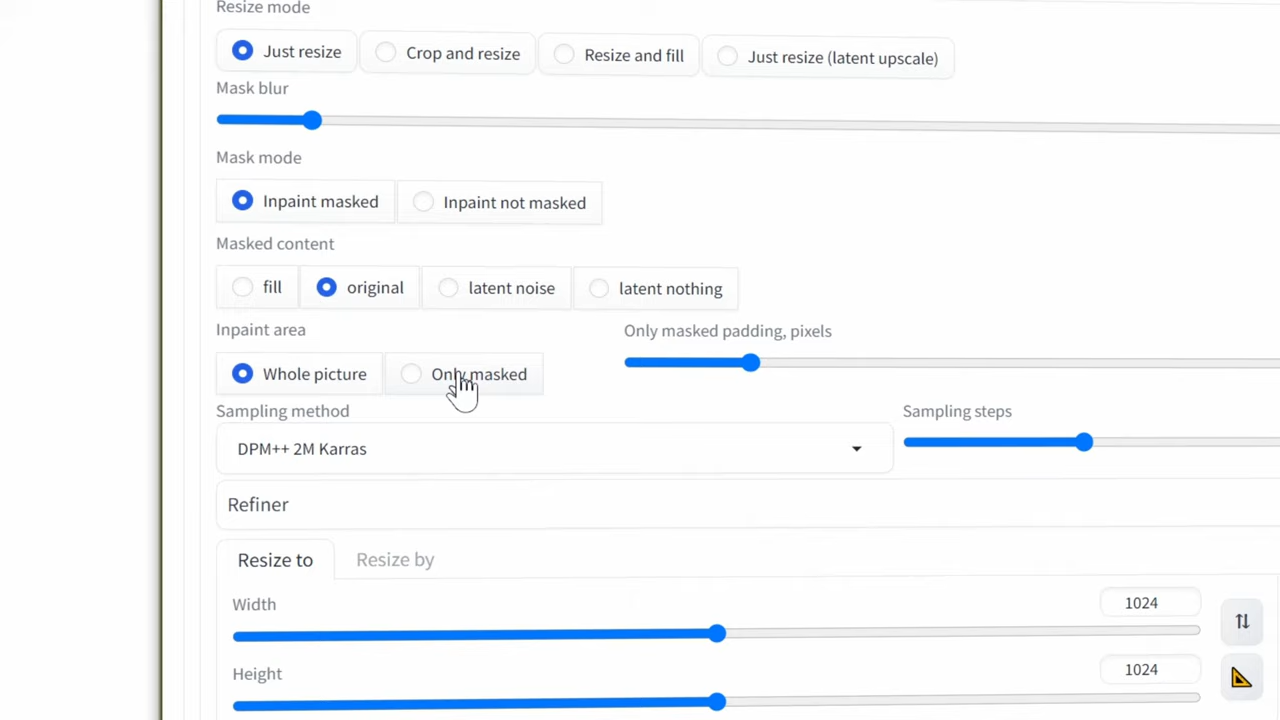 Resize mode
Just resize Crop and resize Resize and fill Just resize (latent upscale)
Mask blur
Mask mode
Inpaint masked Inpaint not masked
Masked content
fill original latent noise latent nothing
Inpaint area Only masked padding, pixels
Whole picture Only masked
Sampling method Sampling steps
DPM++ 2M Karras
Refiner
Resize to Resize by
Width 1024
Height 1024